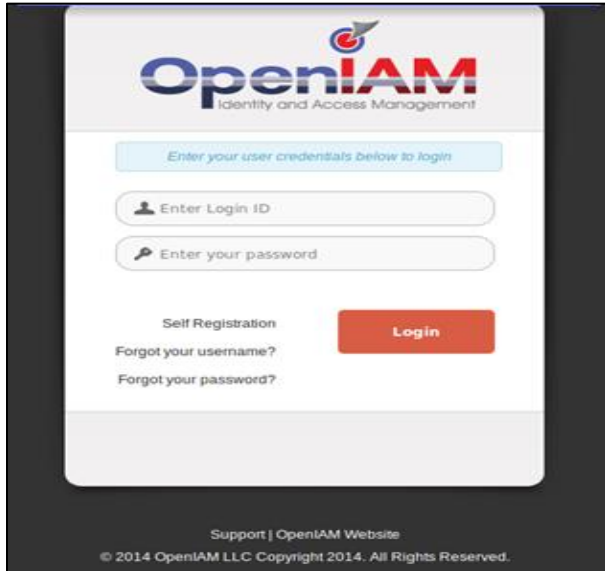 OpenIAM
Identity and Access Management
Enter your user credentials below to login
Enter Login ID
Enter your password
Self Registration
Login
Forgot your username?
Forgot your password?
Support | OpenIAM Website
© 2014 OpenIAM LLC Copyright 2014. All Rights Reserved.